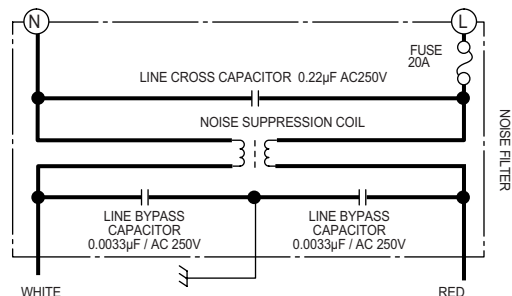 N
L
FUSE
20A
LINE CROSS CAPACITOR 0.22µF AC250V
NOISE SUPPRESSION COIL
NOISE FILTER
LINE BYPASS
CAPACITOR
0.0033µF / AC 250V
LINE BYPASS
CAPACITOR
0.0033µF / AC 250V
WHITE
RED